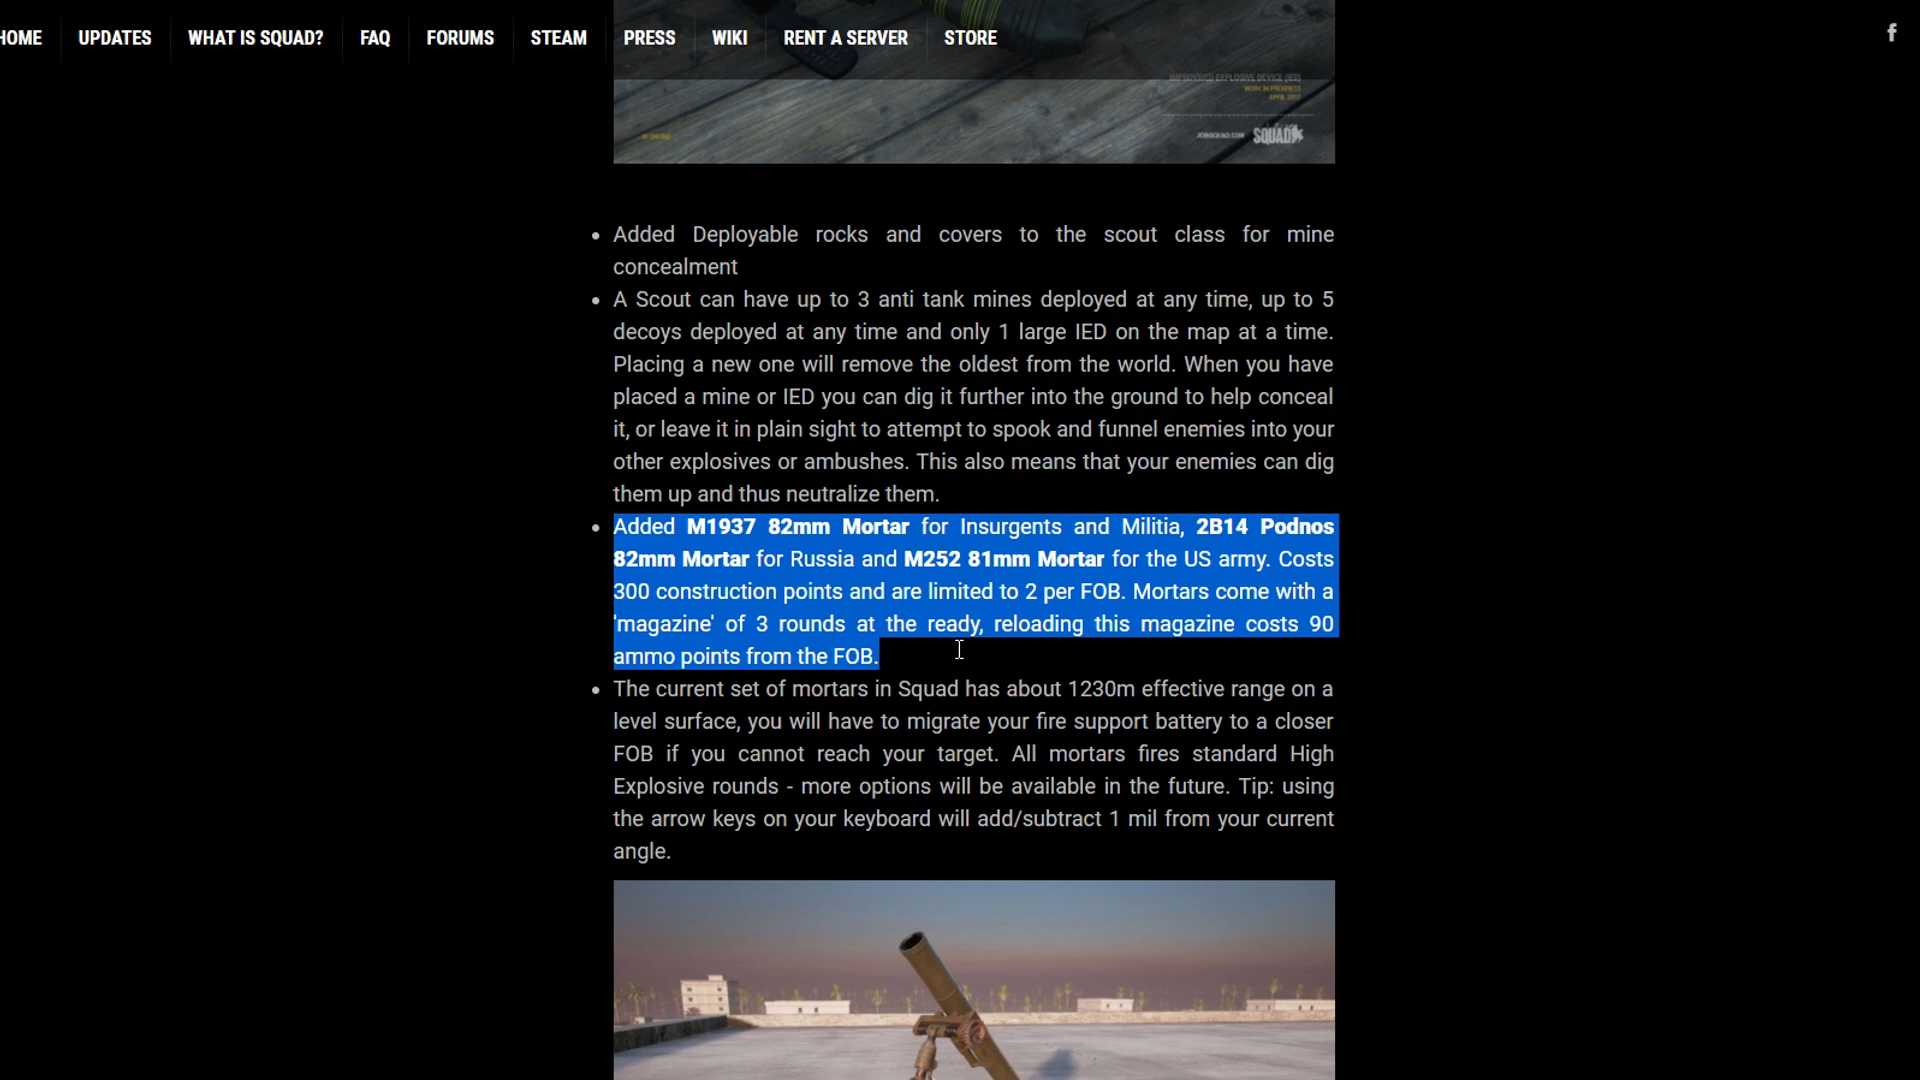 HOME UPDATES WHAT IS SQUAD? FAQ FORUMS STEAM PRESS WIKI RENT A SERVER STORE f
IMPROVISED EXPLOSIVE DEVICE (IED)
WORK IN PROGRESS
APRIL 2017
JOINSQUAD.COM SQUAD
Added Deployable rocks and covers to the scout class for mine
concealment
A Scout can have up to 3 anti tank mines deployed at any time, up to 5
decoys deployed at any time and only 1 large IED on the map at a time.
Placing a new one will remove the oldest from the world. When you have
placed a mine or IED you can dig it further into the ground to help conceal
it, or leave it in plain sight to attempt to spook and funnel enemies into your
other explosives or ambushes. This also means that your enemies can dig
them up and thus neutralize them.
Added M1937 82mm Mortar for Insurgents and Militia, 2B14 Podnos
82mm Mortar for Russia and M252 81mm Mortar for the US army. Costs
300 construction points and are limited to 2 per FOB. Mortars come with a
'magazine' of 3 rounds at the ready, reloading this magazine costs 90
ammo points from the FOB.
The current set of mortars in Squad has about 1230m effective range on a
level surface, you will have to migrate your fire support battery to a closer
FOB if you cannot reach your target. All mortars fires standard High
Explosive rounds - more options will be available in the future. Tip: using
the arrow keys on your keyboard will add/subtract 1 mil from your current
angle.